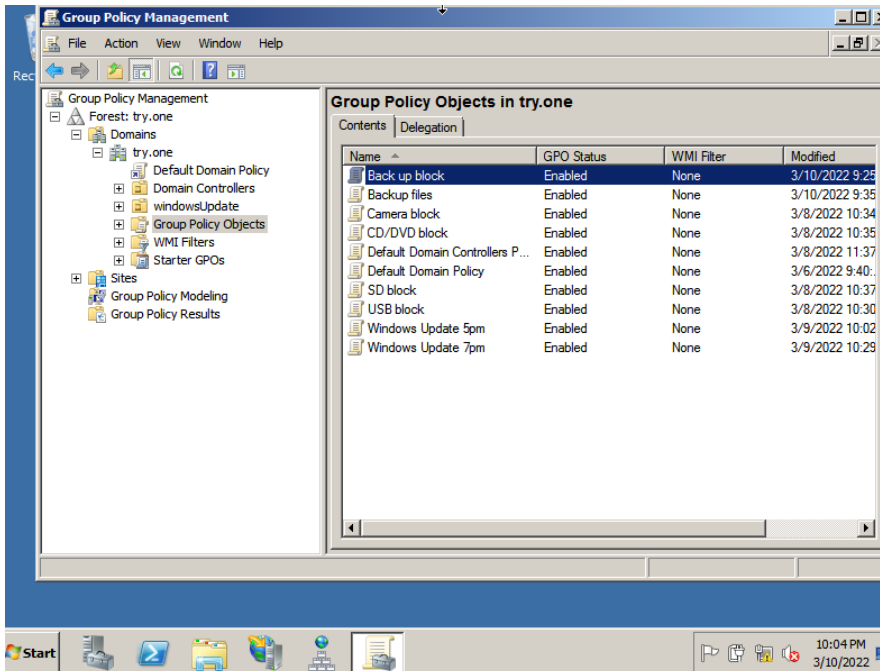 Group Policy Management
File Action View Window Help
Rec
Group Policy Management
Forest: try.one
Domains
try.one
Default Domain Policy
Domain Controllers
windowsUpdate
Group Policy Objects
WMI Filters
Starter GPOs
Sites
Group Policy Modeling
Group Policy Results
Group Policy Objects in try.one
Contents Delegation
Name GPO Status WMI Filter Modified
Back up block Enabled None 3/10/2022 9:25
Backup files Enabled None 3/10/2022 9:35
Camera block Enabled None 3/8/2022 10:34
CD/DVD block Enabled None 3/8/2022 10:35
Default Domain Controllers P... Enabled None 3/8/2022 11:37
Default Domain Policy Enabled None 3/6/2022 9:40:.
SD block Enabled None 3/8/2022 10:37
USB block Enabled None 3/8/2022 10:30
Windows Update 5pm Enabled None 3/9/2022 10:02
Windows Update 7pm Enabled None 3/9/2022 10:29
Start
10:04 PM
3/10/2022